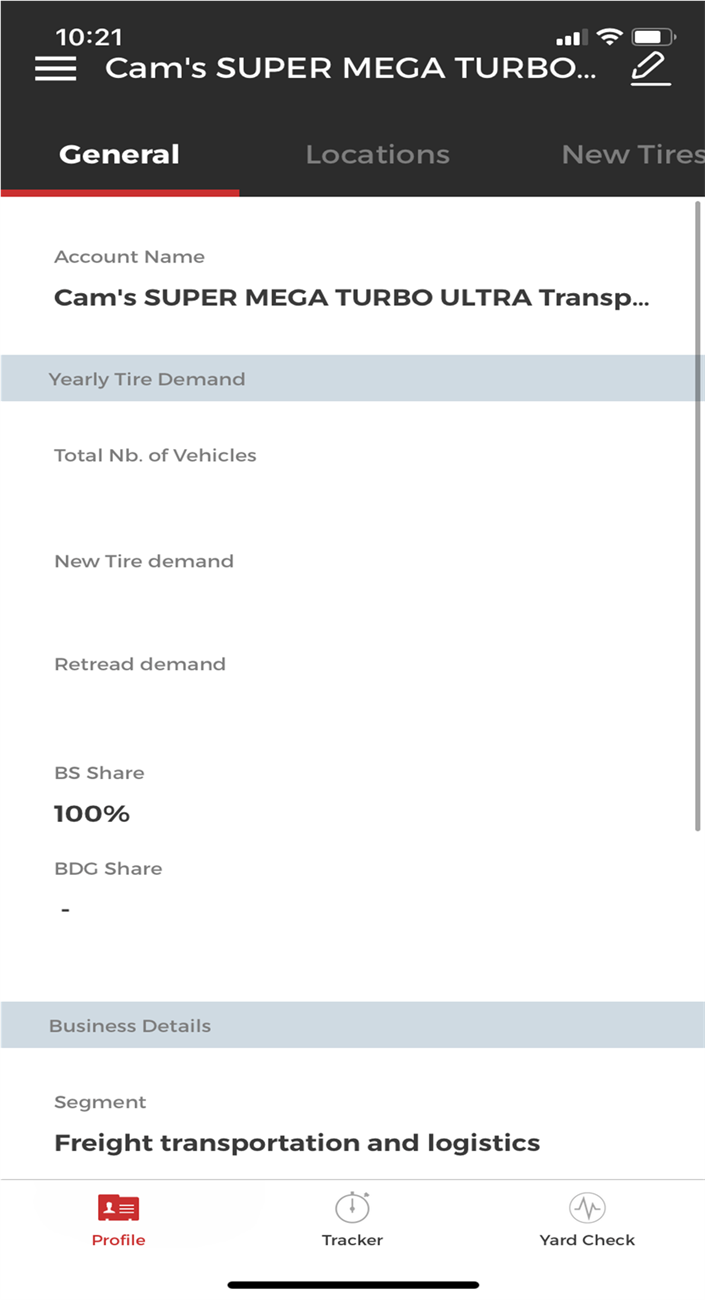 10:21
Cam's SUPER MEGA TURBO...
General Locations New Tires
Account Name
Cam's SUPER MEGA TURBO ULTRA Transp...
Yearly Tire Demand
Total Nb. of Vehicles
New Tire demand
Retread demand
BS Share
100%
BDG Share
-
Business Details
Segment
Freight transportation and logistics
Profile Tracker Yard Check